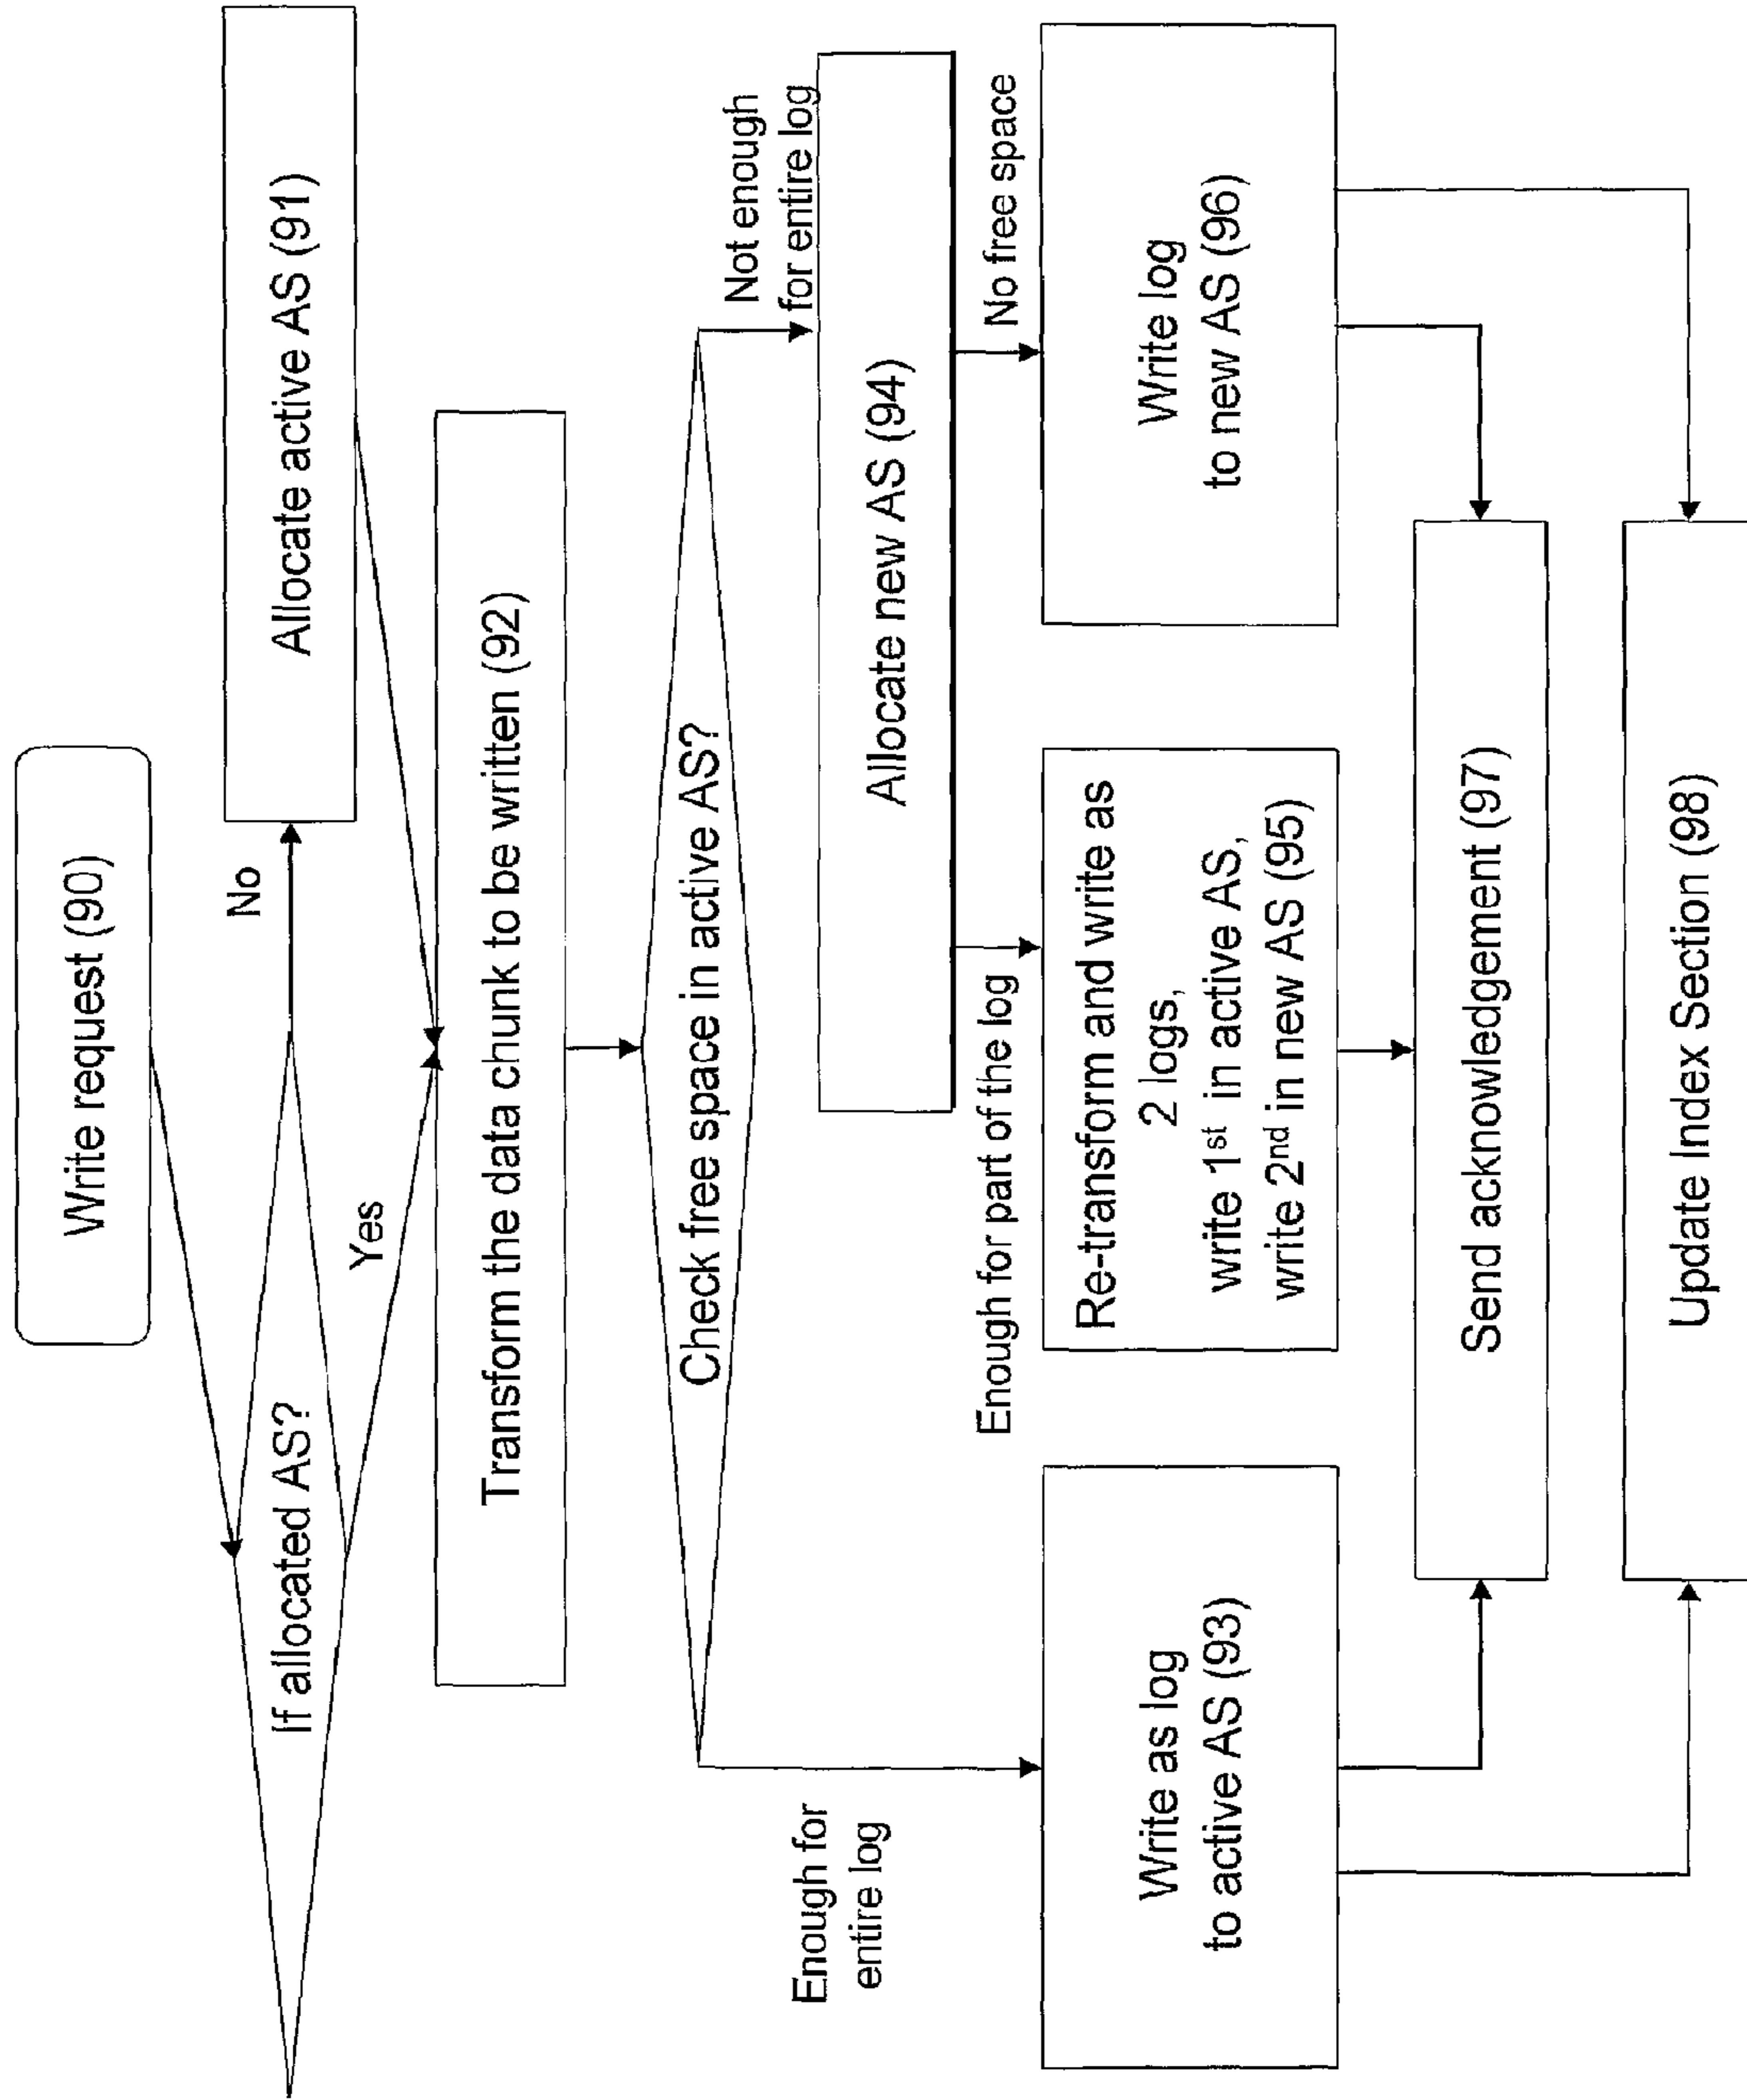 Write request (90)
No
Allocate active AS (91)
If allocated AS?
Yes
Transform the data chunk to be written (92)
Check free space in active AS?
Enough for
entire log
Not enough
for entire log
Allocate new AS (94)
Enough for part of the log
No free space
Write as log
to active AS (93)
Re-transform and write as
2 logs,
write 1st in active AS,
write 2nd in new AS (95)
Write log
to new AS (96)
Send acknowledgement (97)
Update Index Section (98)